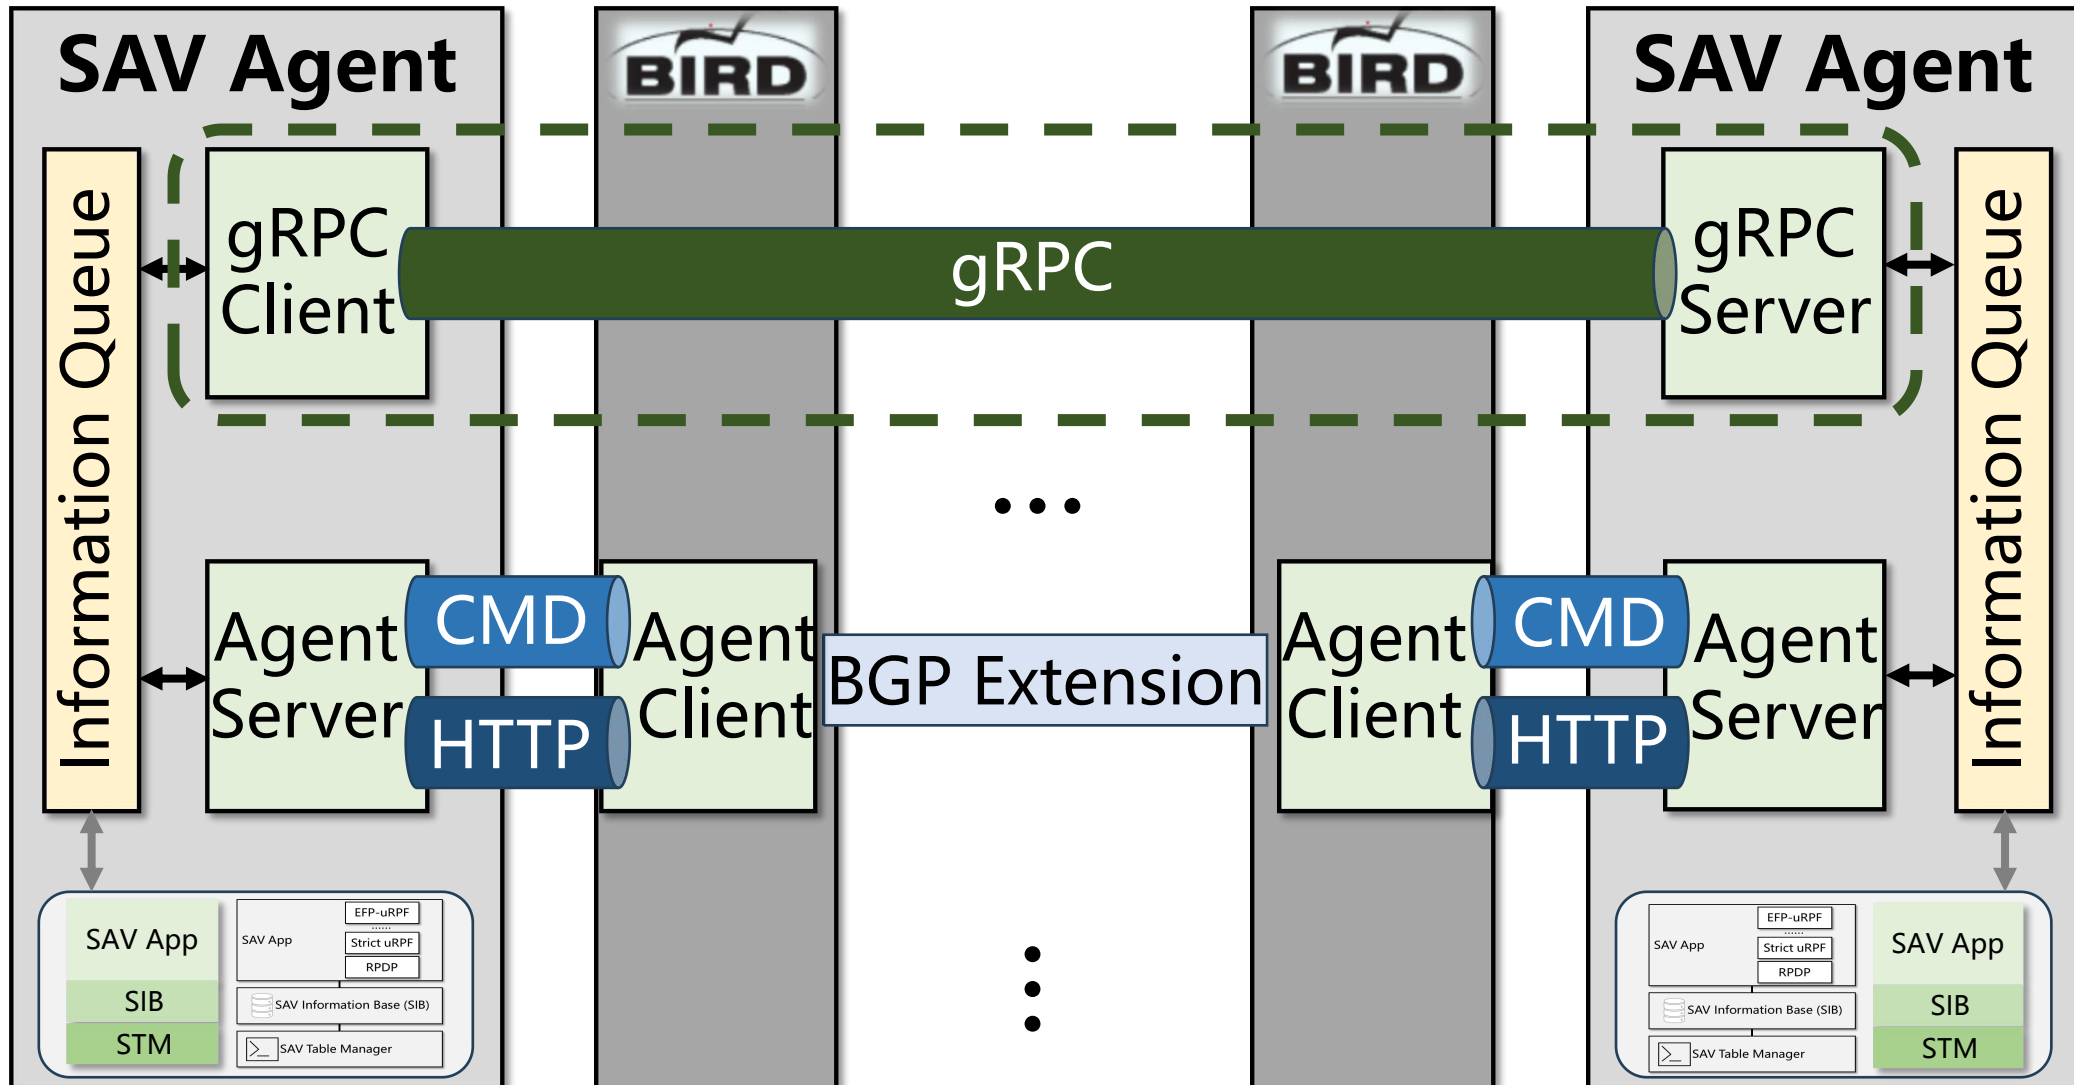 SAV Agent
BIRD
BIRD
SAV Agent
Information Queue
gRPC
Client
gRPC
gRPC
Server
Information Queue
...
Agent
Server
CMD
HTTP
Agent
Client
BGP Extension
Agent
Client
CMD
HTTP
Agent
Server
SAV App
SIB
STM
SAV App
EFP-uRPF
......
Strict uRPF
RPDP
SAV Information Base (SIB)
>_ SAV Table Manager
SAV App
EFP-uRPF
......
Strict uRPF
RPDP
SAV Information Base (SIB)
>_ SAV Table Manager
SAV App
SIB
STM